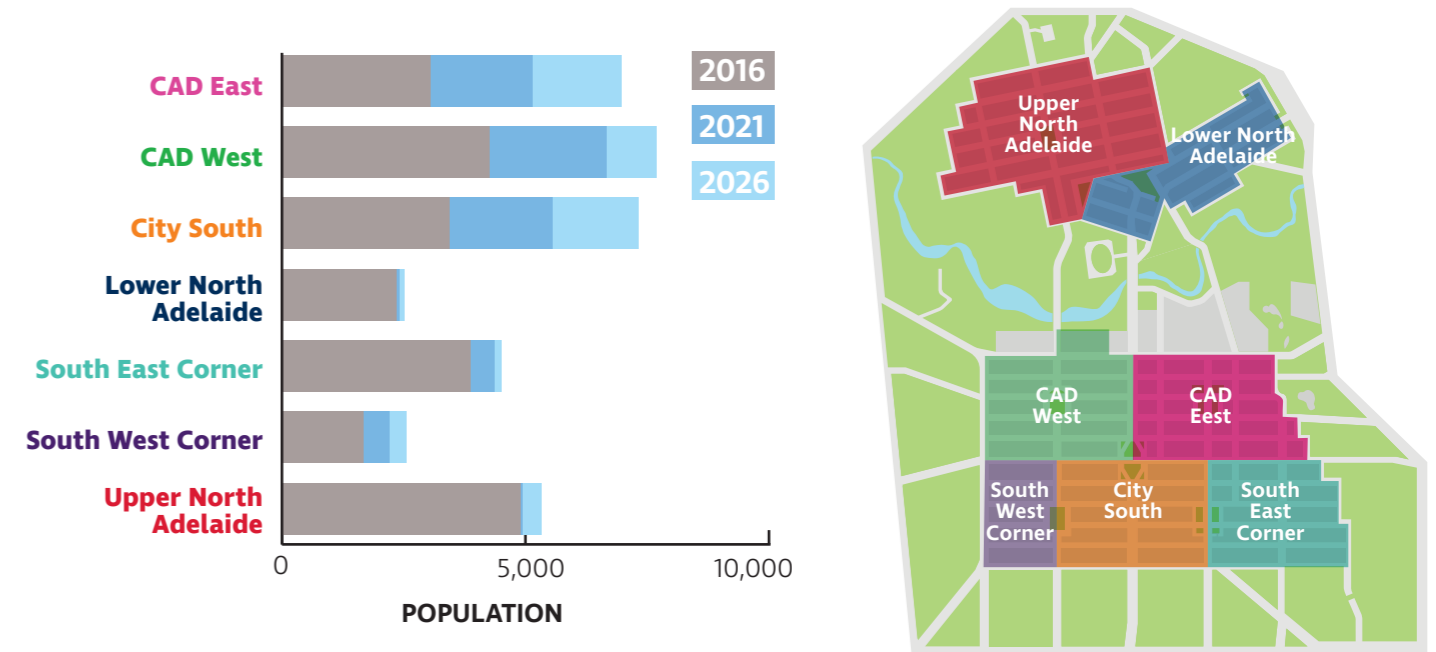 CAD East
CAD West
City South
Lower North
Adelaide
South East Corner
South West Corner
Upper North
Adelaide
0
5,000
10,000
POPULATION
2016
2021
2026
Upper
North
Adelaide
Lower North
Adelaide
CAD
West
CAD
Eest
South
West
Corner
City
South
South
East
Corner